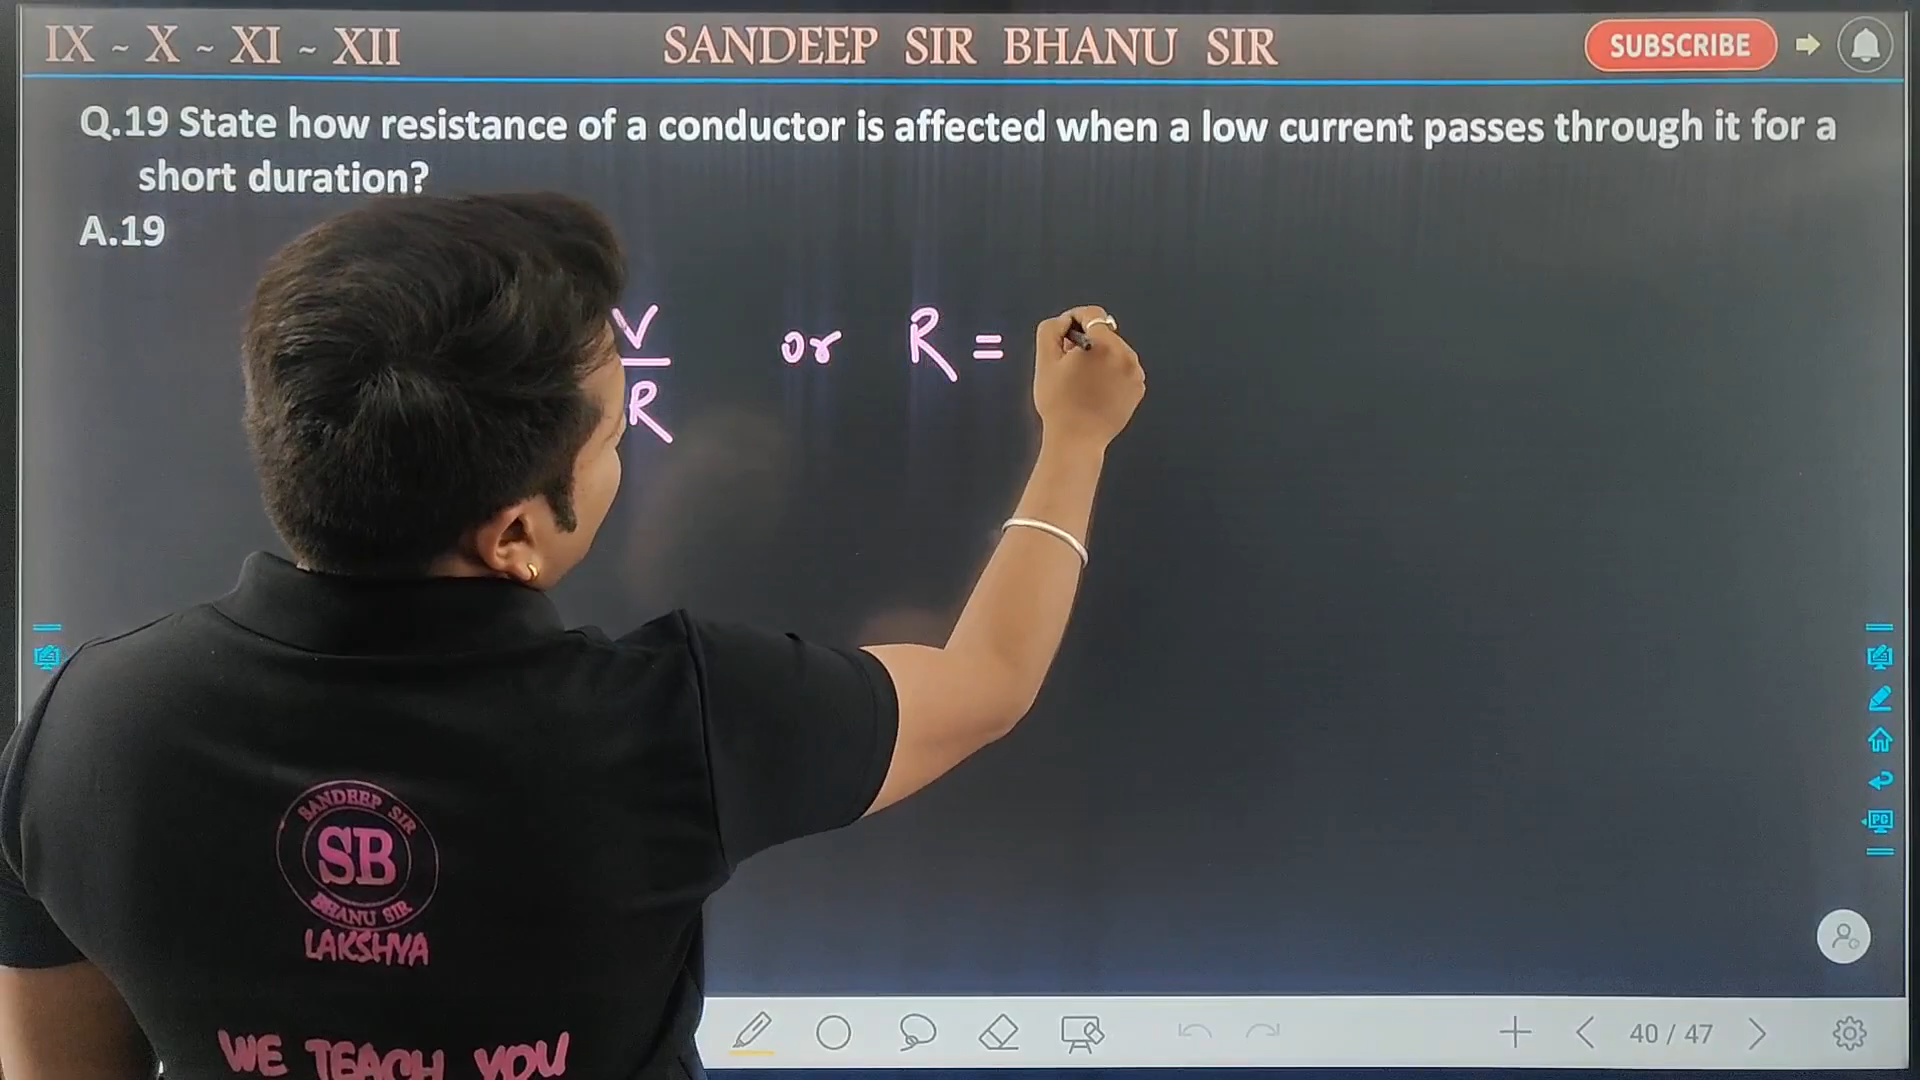 IX ~ X ~ XI ~ XII
SANDEEP SIR BHANU SIR
SUBSCRIBE
Q.19 State how resistance of a conductor is affected when a low current passes through it for a
short duration?
A.19
V
R
or R =
SANDEEP SIR
SB
BHANU SIR
LAKSHYA
WE TEACH YOU
PC
40 / 47